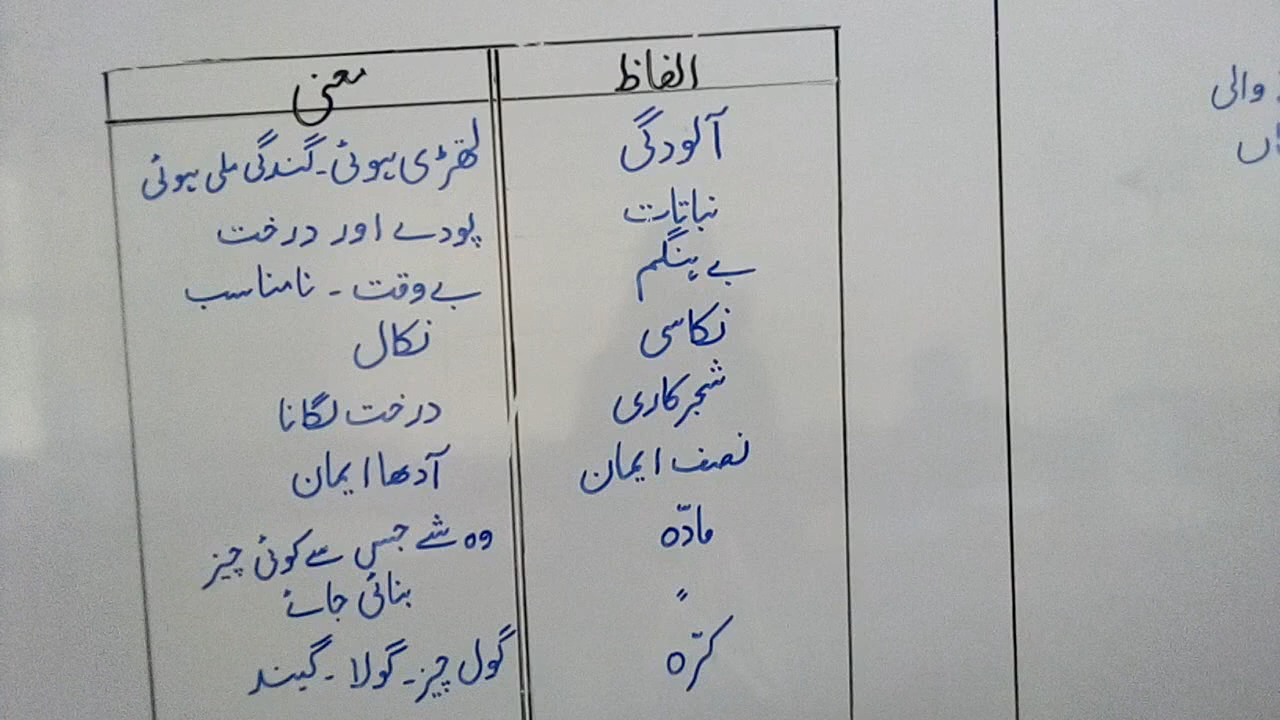 الفاظ معنی
آلودگی لتھڑی ہوئی۔ گندگی ملی ہوئی
نباتات پودے اور درخت
بے ہنگم بے وقت ۔ نامناسب
نکاسی نکال
شجرکاری درخت لگانا
نصف ایمان آدھا ایمان
مادّہ وہ شے جس سے کوئی چیز
بنائی جائے
کرّہ گول چیز۔ گولا ۔ گیند
والی